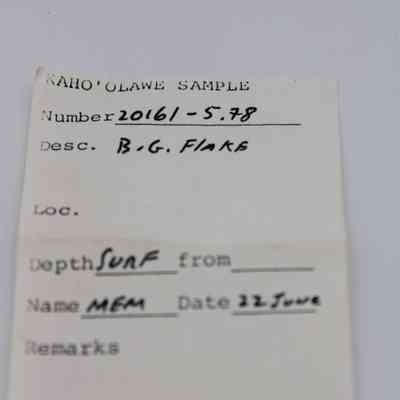 KAHO'OLAWE SAMPLE
Number 20161-5.78
Desc. B.G. FLAKE
Loc.
Depth SURF from
Name MEM Date 22 June
Remarks